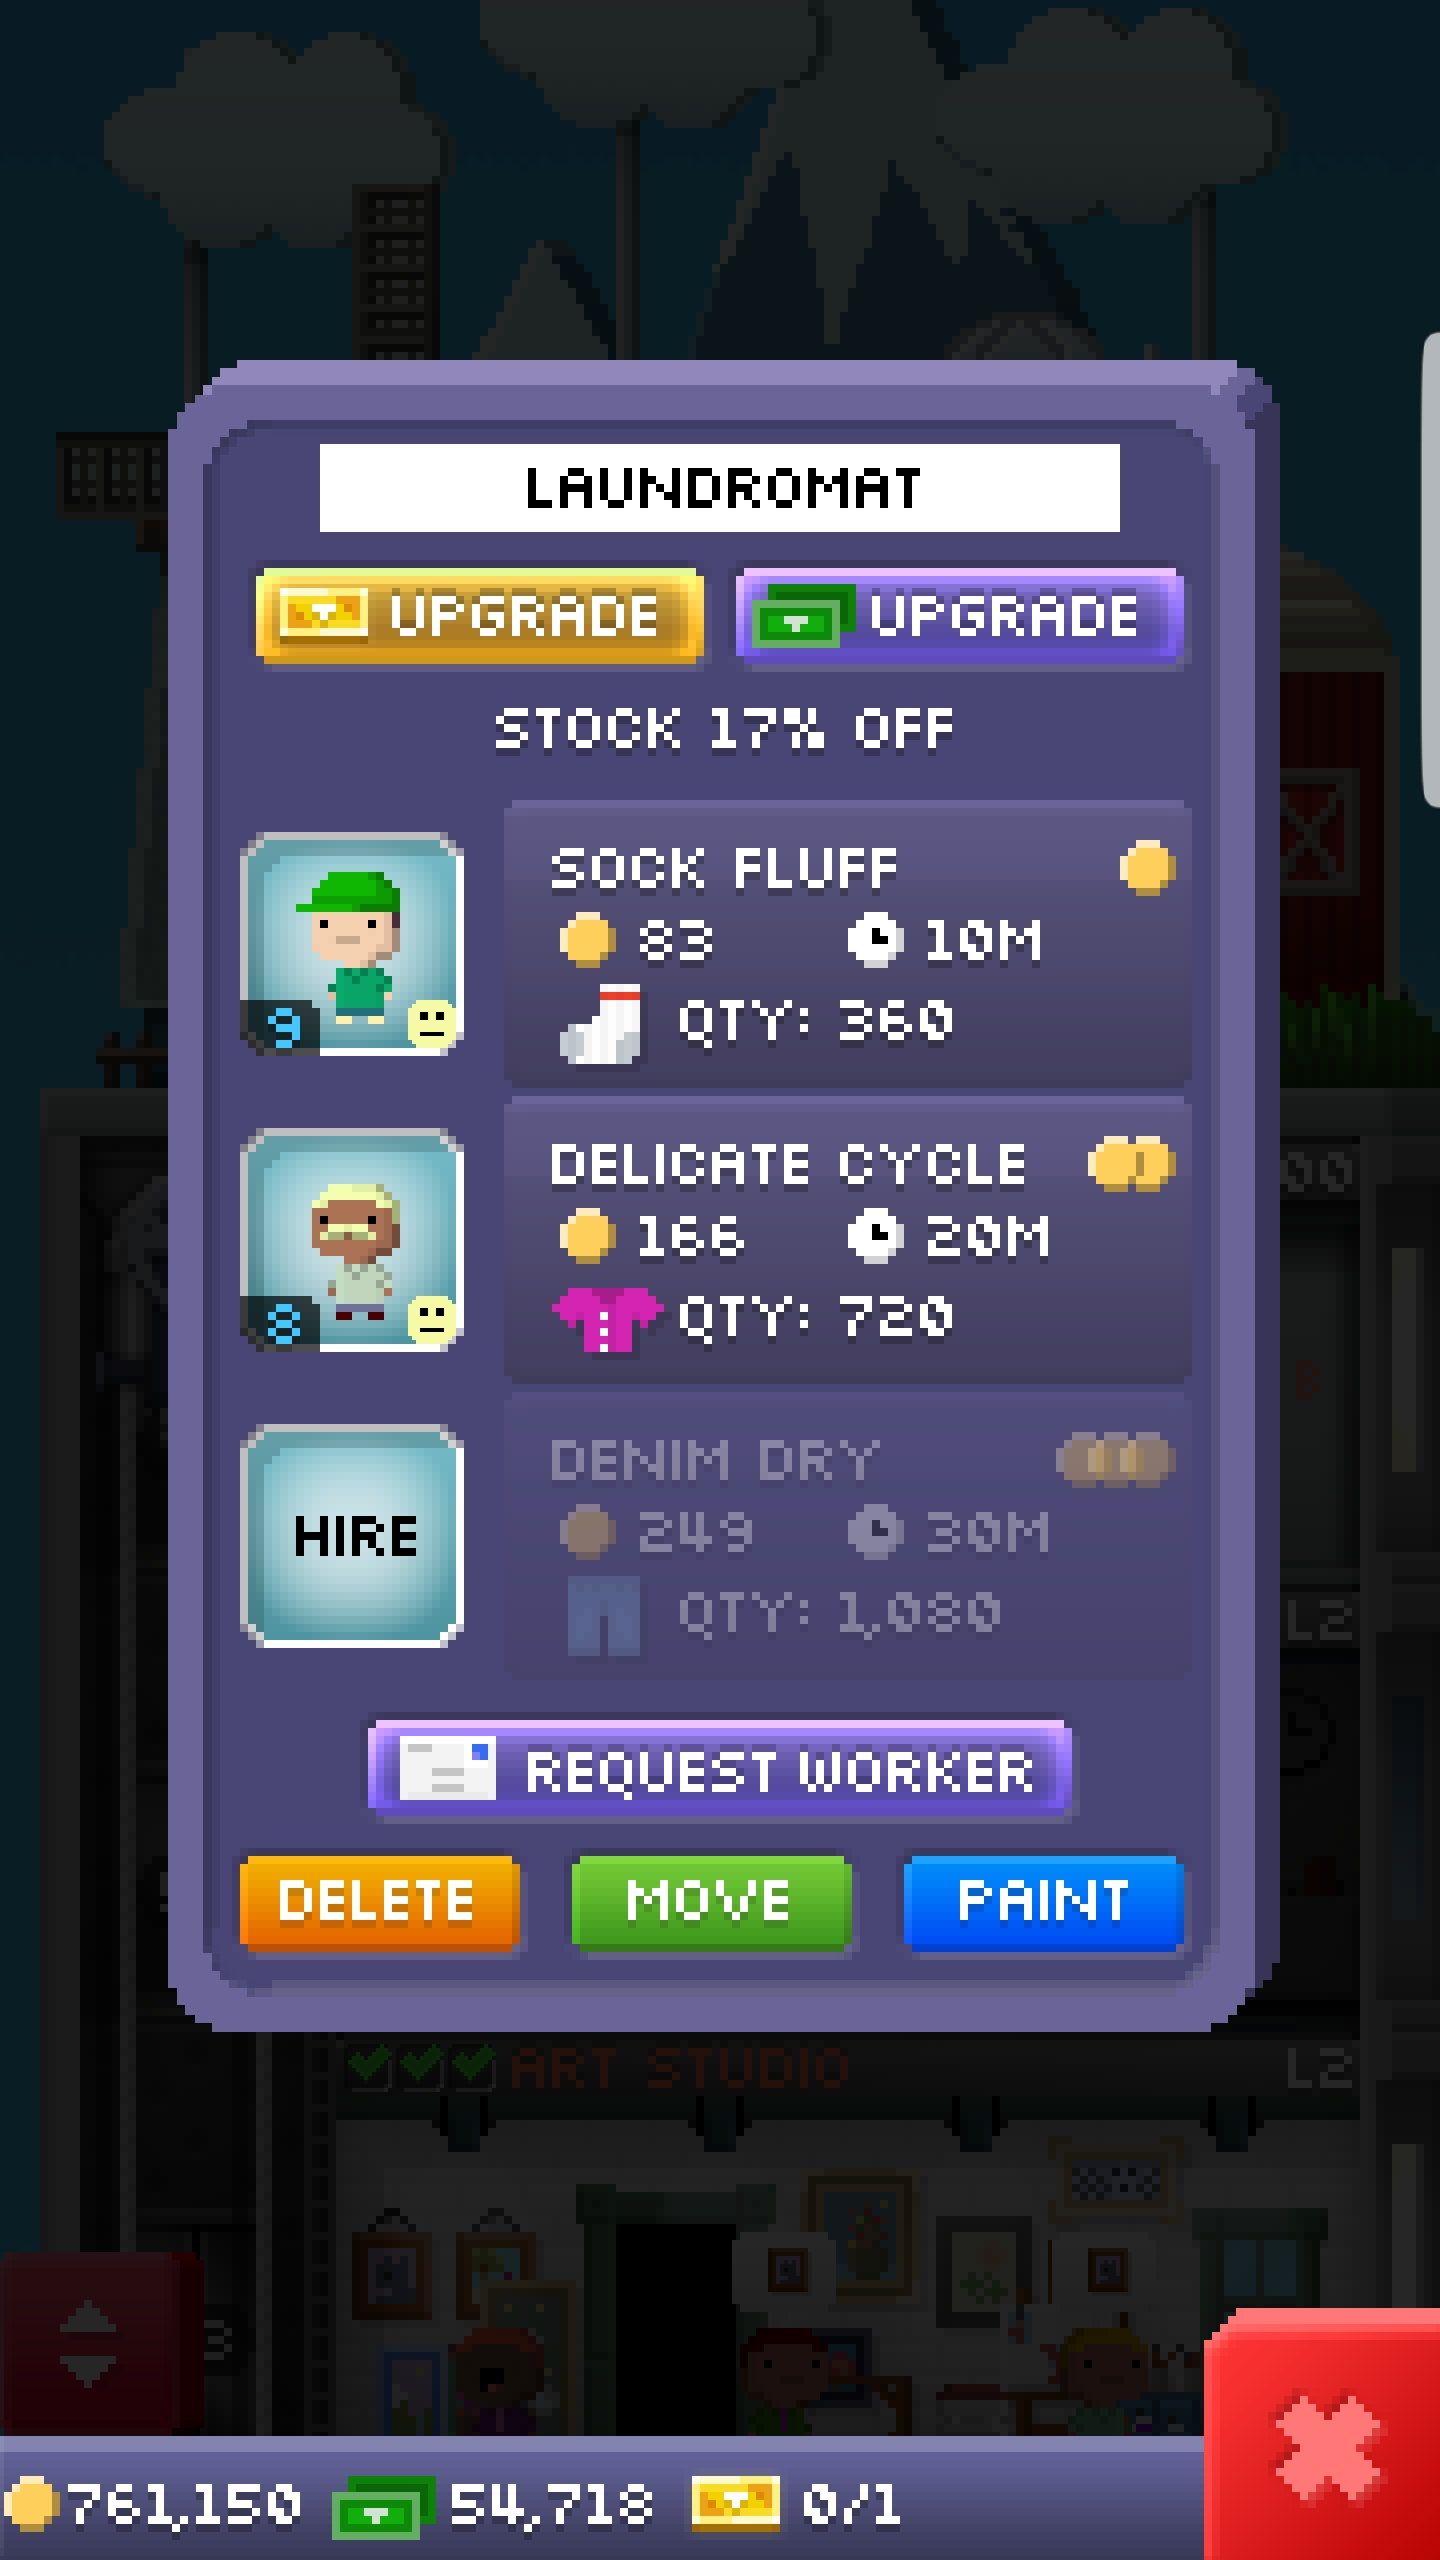 LAUNDROMAT
UPGRADE UPGRADE
STOCK 17% OFF
SOCK FLUFF
83 10M
9
QTY: 360
DELICATE CYCLE
00
166 20M
8
QTY: 720
B
DENIM DRY
HIRE
249 30M
QTY: 1,080
L2
REQUEST WORKER
DELETE MOVE PAINT
ART STUDIO L2
761,150 54,718 0/1